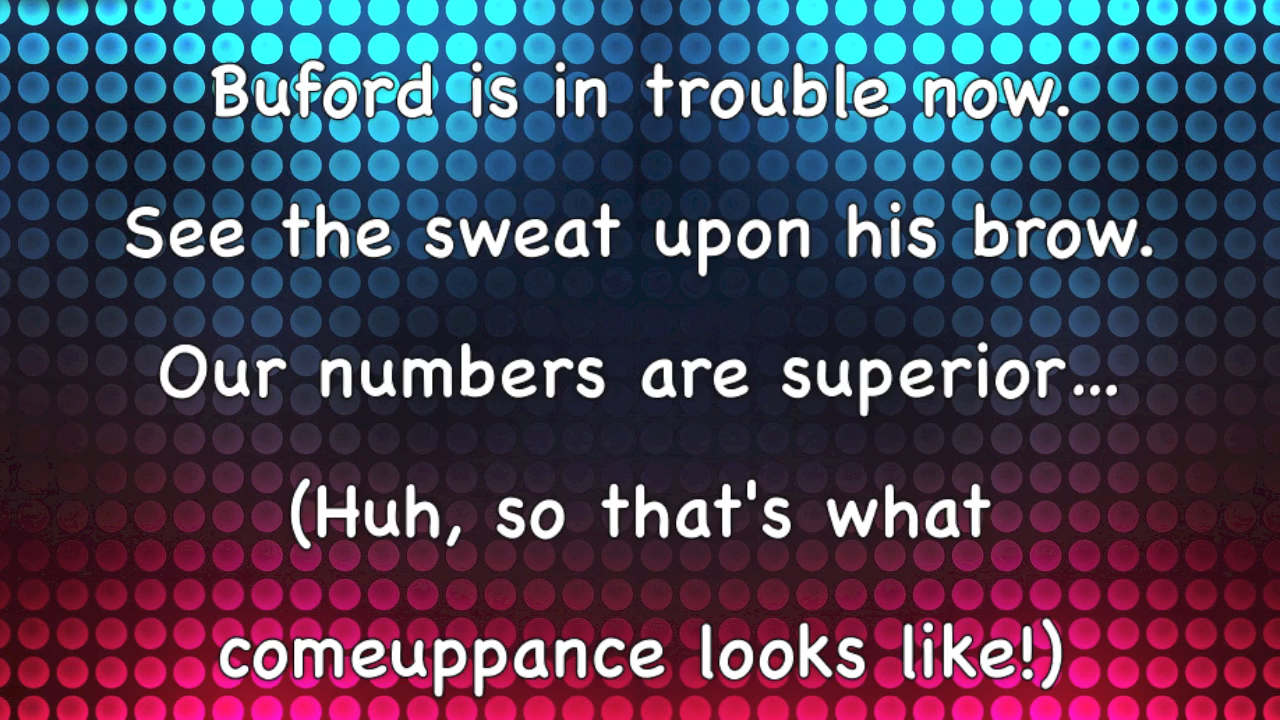 Buford is in trouble now.
See the sweat upon his brow.
Our numbers are superior...
(Huh, so that's what
comeuppance looks like!)